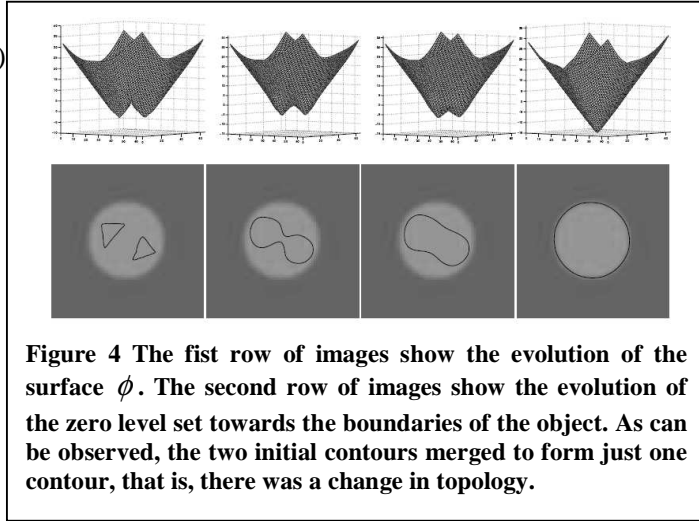 )
Figure 4 The fist row of images show the evolution of the
surface ϕ. The second row of images show the evolution of
the zero level set towards the boundaries of the object. As can
be observed, the two initial contours merged to form just one
contour, that is, there was a change in topology.